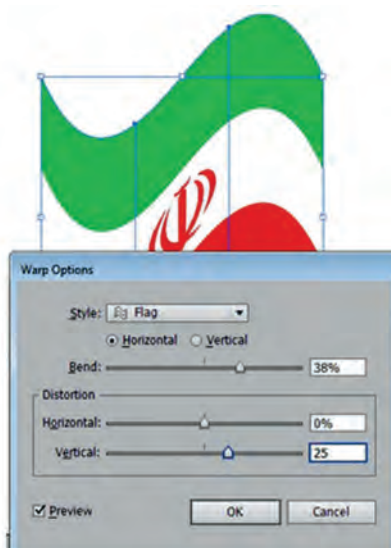 Warp Options
Style: Flag
Horizontal Vertical
Bend: 38%
Distortion
Horizontal: 0%
Vertical: 25
Preview OK Cancel